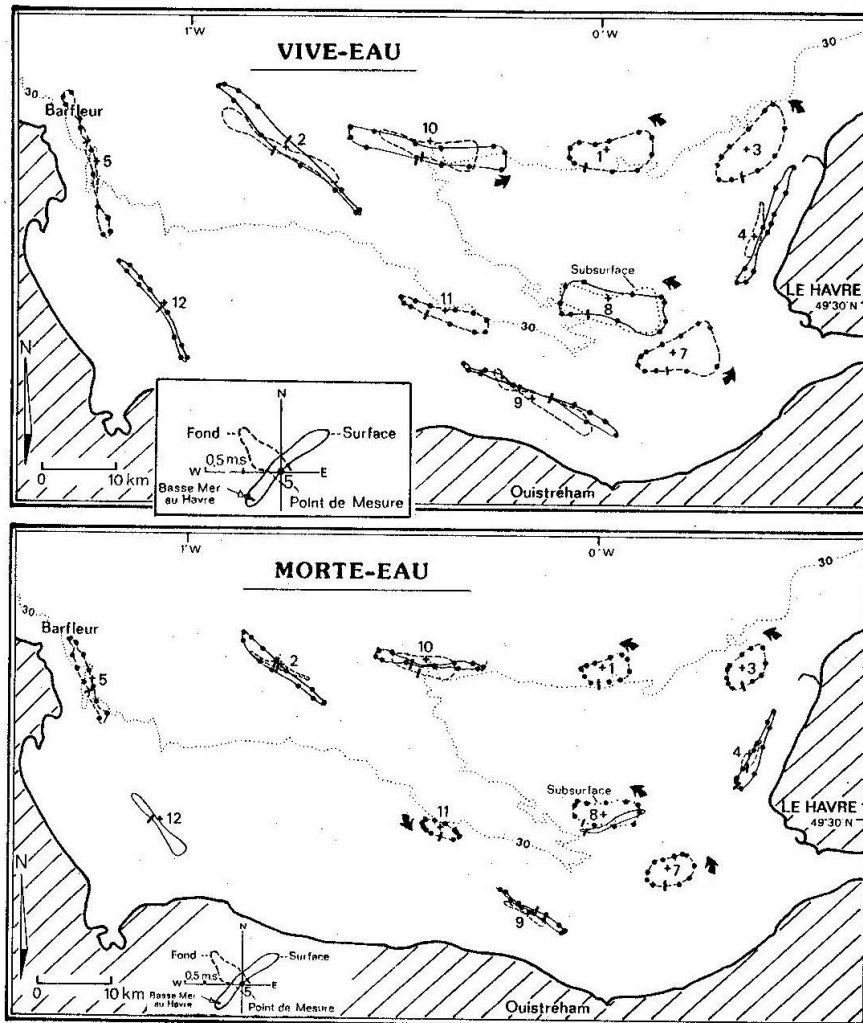 1°W
0°W
30
VIVE-EAU
30
Barfleur
5
2
10
1
3
4
12
11
Subsurface
8
LE HAVRE
49°30'N
30
7
9
N
N
Fond
Surface
0,5 m.s
W
E
Basse Mer
au Havre
5
Point de Mesure
0
10 km
Ouistréham
1°W
0°W
30
MORTE-EAU
30
Barfleur
5
2
10
1
3
4
12
11
Subsurface
8
LE HAVRE
49°30'N
30
7
9
N
N
Fond
Surface
0,5 m.s
W
E
Basse Mer
au Havre
5
Point de Mesure
0
10 km
Ouistréham